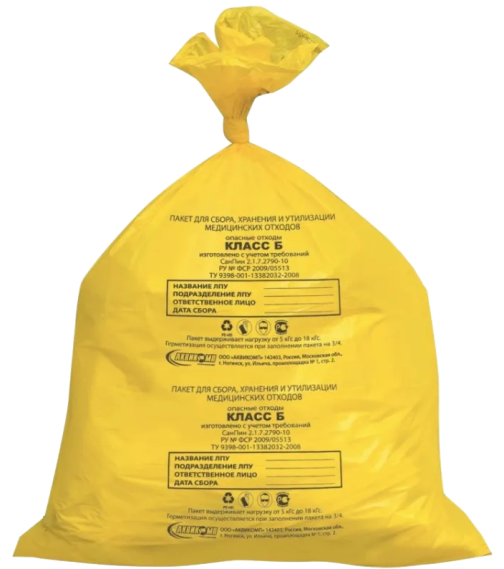 ПАКЕТ ДЛЯ СБОРА, ХРАНЕНИЯ И УТИЛИЗАЦИИ
МЕДИЦИНСКИХ ОТХОДОВ
опасные отходы
КЛАСС Б
изготовлено с учетом требований
СанПин 2,1.7.2790-10
РУ № ФСР 2009/05513
ТУ 9398-001-13382032-2008
НАЗВАНИЕ ЛПУ
ПОДРАЗДЕЛЕНИЕ ЛПУ
ОТВЕТСТВЕННОЕ ЛИЦО
ДАТА СБОРА
Пакет выдерживает нагрузку от 5 кГс до 18 кГс.
Герметизация осуществляется при заполнении пакета на 3/4.
АКВИКОМП ООО «АКВИКОМП» 142403, Россия, Московская обл.,
г. Ногинск, ул. Ильича, промплощадка № 1, стр. 2.
ПАКЕТ ДЛЯ СБОРА, ХРАНЕНИЯ И УТИЛИЗАЦИИ
МЕДИЦИНСКИХ ОТХОДОВ
опасные отходы
КЛАСС Б
изготовлено с учетом требований
СанПин 2,1.7.2790-10
РУ № ФСР 2009/05513
ТУ 9398-001-13382032-2008
НАЗВАНИЕ ЛПУ
ПОДРАЗДЕЛЕНИЕ ЛПУ
ОТВЕТСТВЕННОЕ ЛИЦО
ДАТА СБОРА
Пакет выдерживает нагрузку от 5 кГс до 18 кГс.
Герметизация осуществляется при заполнении пакета на 3/4.
АКВИКОМП ООО «АКВИКОМП» 142403, Россия, Московская обл.,
г. Ногинск, ул. Ильича, промплощадка № 1, стр. 2.